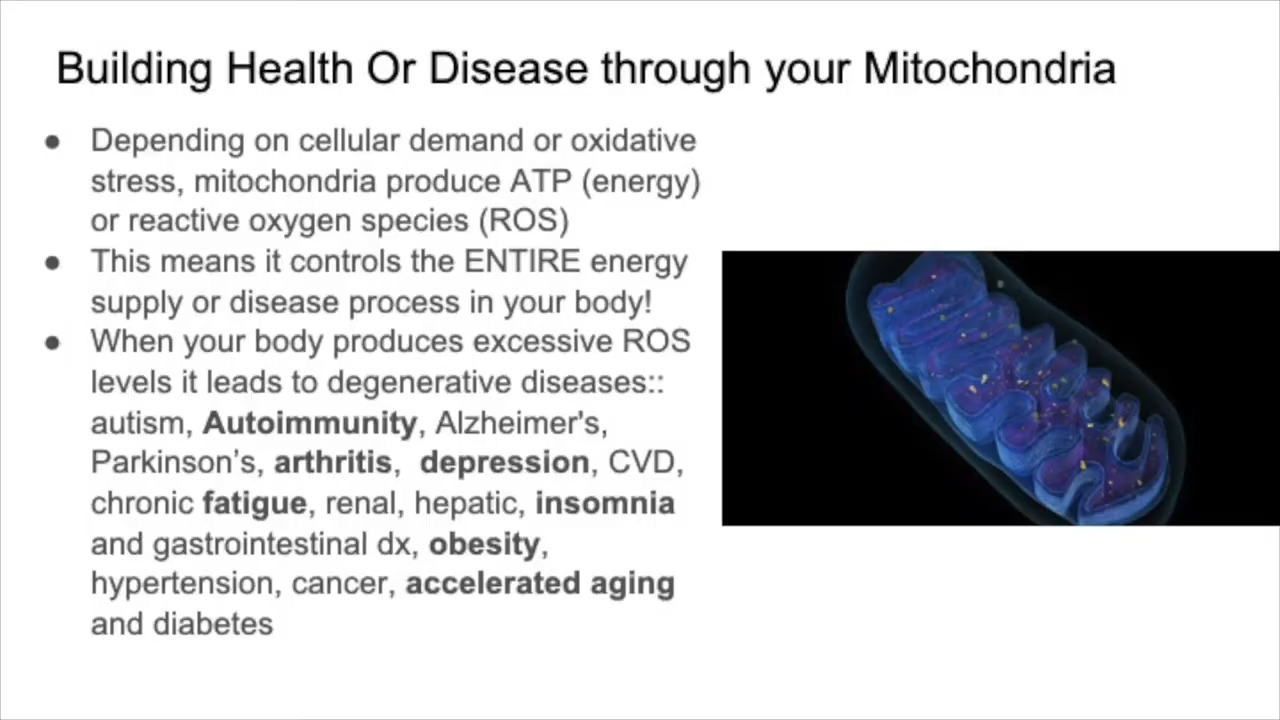 Building Health Or Disease through your Mitochondria
● Depending on cellular demand or oxidative
stress, mitochondria produce ATP (energy)
or reactive oxygen species (ROS)
● This means it controls the ENTIRE energy
supply or disease process in your body!
● When your body produces excessive ROS
levels it leads to degenerative diseases::
autism, Autoimmunity, Alzheimer's,
Parkinson’s, arthritis,  depression, CVD,
chronic fatigue, renal, hepatic, insomnia
and gastrointestinal dx, obesity,
hypertension, cancer, accelerated aging
and diabetes